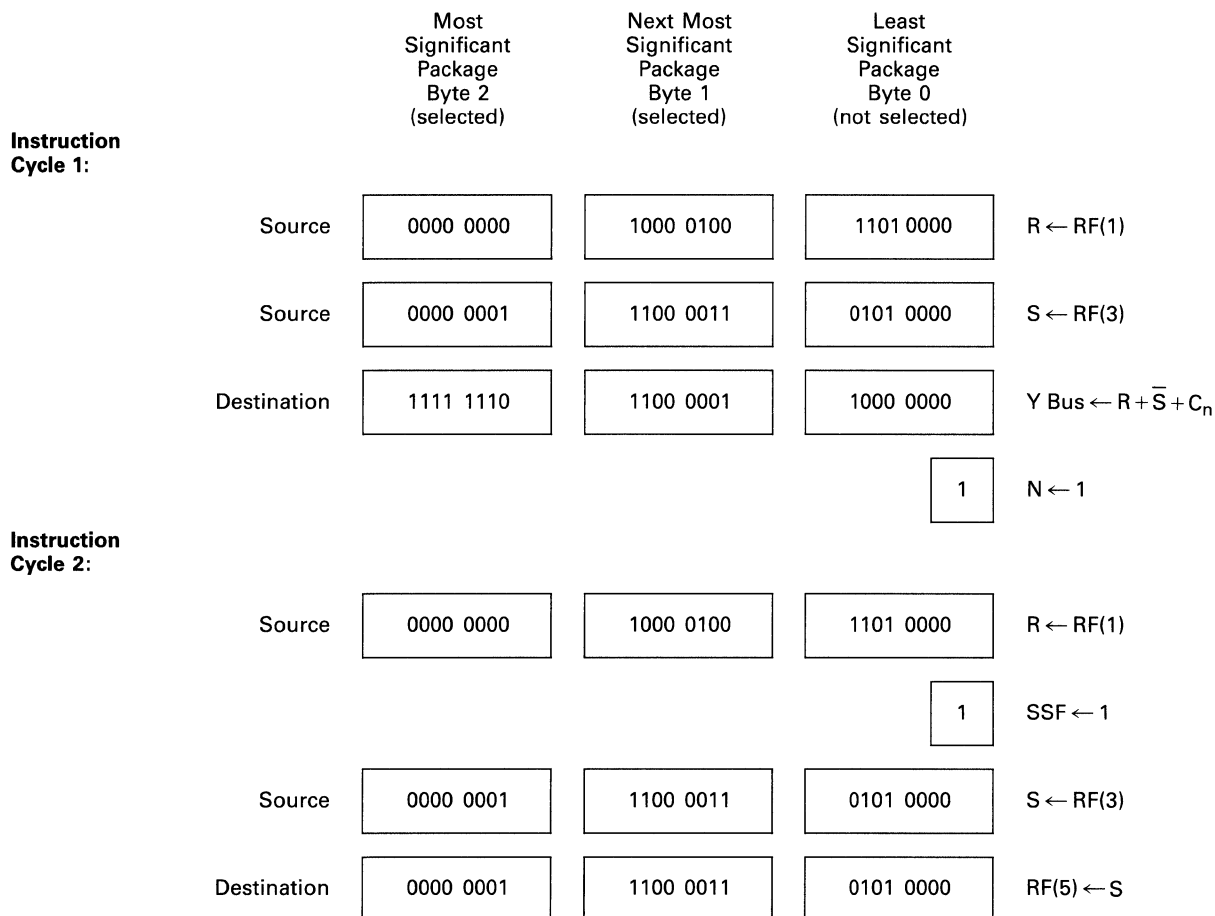 Most Significant Package Byte 2 (selected)
Next Most Significant Package Byte 1 (selected)
Least Significant Package Byte 0 (not selected)
Instruction Cycle 1:
Source 0000 0000 1000 0100 1101 0000 R ← RF(1)
Source 0000 0001 1100 0011 0101 0000 S ← RF(3)
Destination 1111 1110 1100 0001 1000 0000 Y Bus ← R + S̅ + Cₙ
1 N ← 1
Instruction Cycle 2:
Source 0000 0000 1000 0100 1101 0000 R ← RF(1)
1 SSF ← 1
Source 0000 0001 1100 0011 0101 0000 S ← RF(3)
Destination 0000 0001 1100 0011 0101 0000 RF(5) ← S